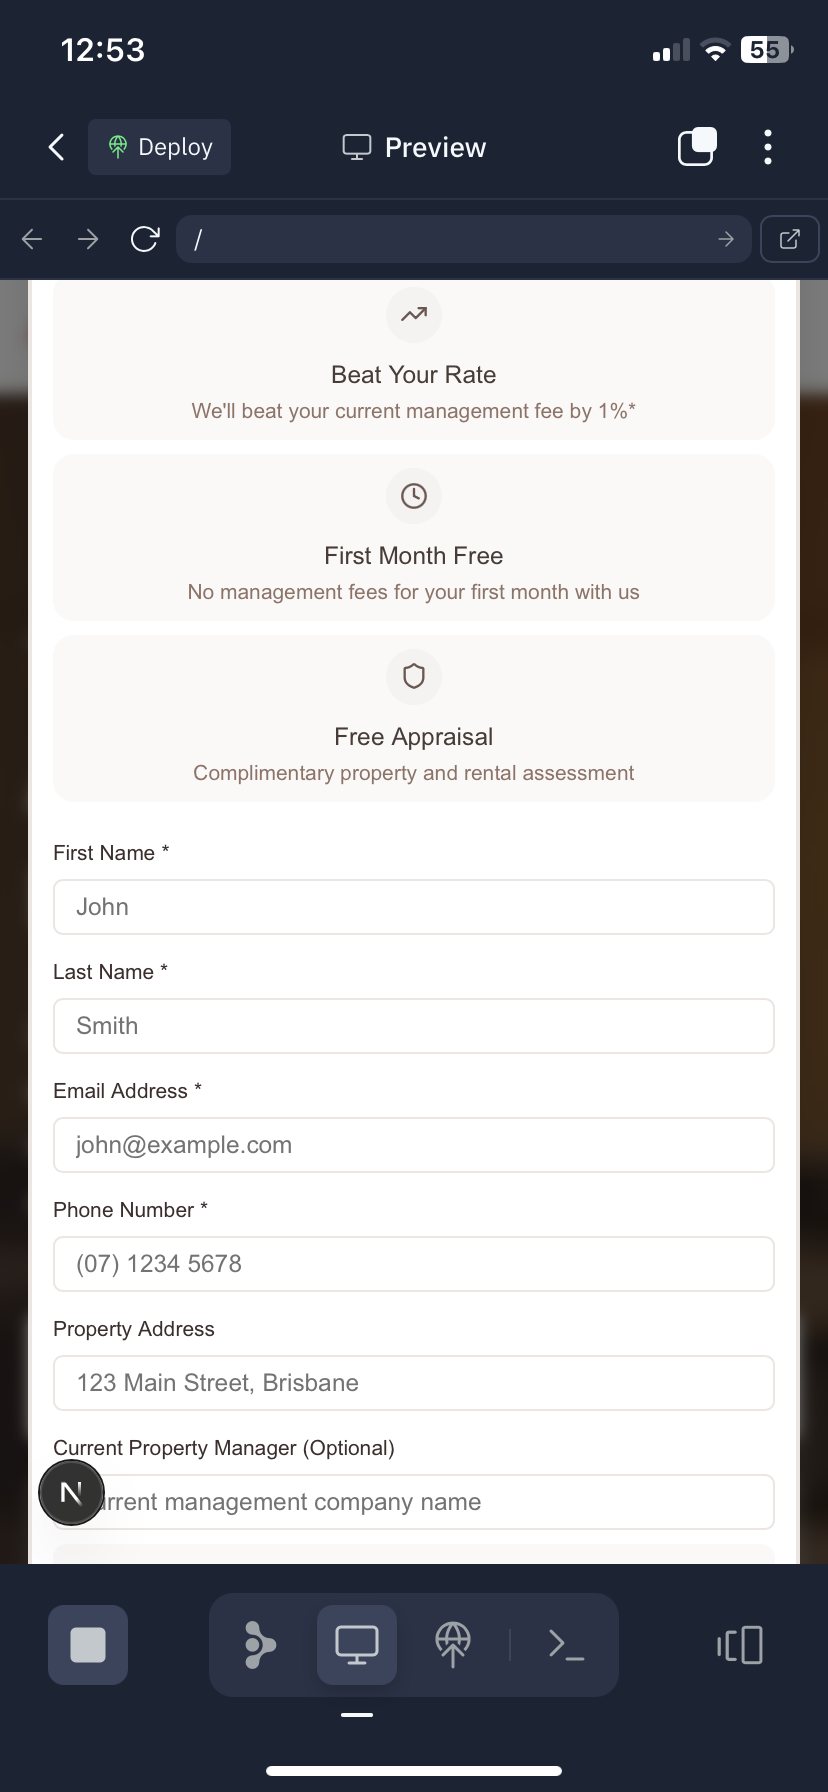 12:53
55
Deploy
Preview
/
Beat Your Rate
We'll beat your current management fee by 1%*
First Month Free
No management fees for your first month with us
Free Appraisal
Complimentary property and rental assessment
First Name *
John
Last Name *
Smith
Email Address *
john@example.com
Phone Number *
(07) 1234 5678
Property Address
123 Main Street, Brisbane
Current Property Manager (Optional)
N
management company name